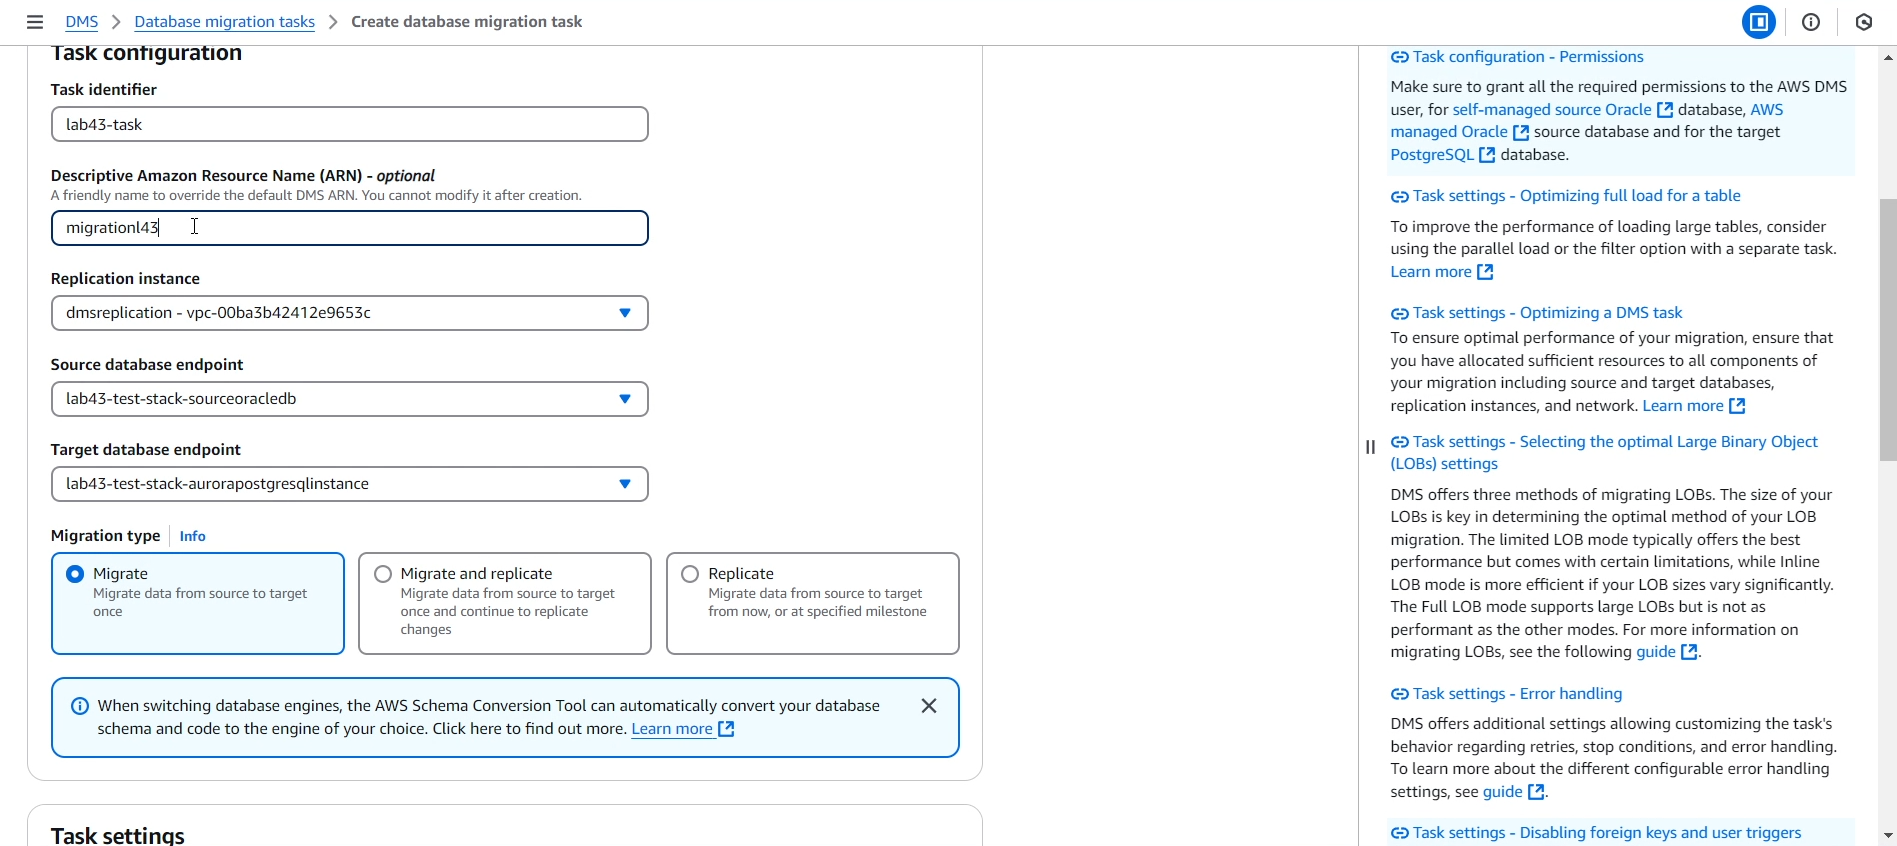 DMS > Database migration tasks > Create database migration task
Task configuration
Task identifier
lab43-task
Descriptive Amazon Resource Name (ARN) - optional
A friendly name to override the default DMS ARN. You cannot modify it after creation.
migrationl43
Replication instance
dmsreplication - vpc-00ba3b42412e9653c
Source database endpoint
lab43-test-stack-sourceoracledb
Target database endpoint
lab43-test-stack-aurorapostgresqlinstance
Migration type
Info
Migrate
Migrate data from source to target
once
Migrate and replicate
Migrate data from source to target
once and continue to replicate
changes
Replicate
Migrate data from source to target
from now, or at specified milestone
When switching database engines, the AWS Schema Conversion Tool can automatically convert your database
schema and code to the engine of your choice. Click here to find out more. Learn more
Task settings
Task configuration - Permissions
Make sure to grant all the required permissions to the AWS DMS
user, for self-managed source Oracle database, AWS
managed Oracle source database and for the target
PostgreSQL database.
Task settings - Optimizing full load for a table
To improve the performance of loading large tables, consider
using the parallel load or the filter option with a separate task.
Learn more
Task settings - Optimizing a DMS task
To ensure optimal performance of your migration, ensure that
you have allocated sufficient resources to all components of
your migration including source and target databases,
replication instances, and network. Learn more
Task settings - Selecting the optimal Large Binary Object
(LOBs) settings
DMS offers three methods of migrating LOBs. The size of your
LOBs is key in determining the optimal method of your LOB
migration. The limited LOB mode typically offers the best
performance but comes with certain limitations, while Inline
LOB mode is more efficient if your LOB sizes vary significantly.
The Full LOB mode supports large LOBs but is not as
performant as the other modes. For more information on
migrating LOBs, see the following guide.
Task settings - Error handling
DMS offers additional settings allowing customizing the task's
behavior regarding retries, stop conditions, and error handling.
To learn more about the different configurable error handling
settings, see guide.
Task settings - Disabling foreign keys and user triggers